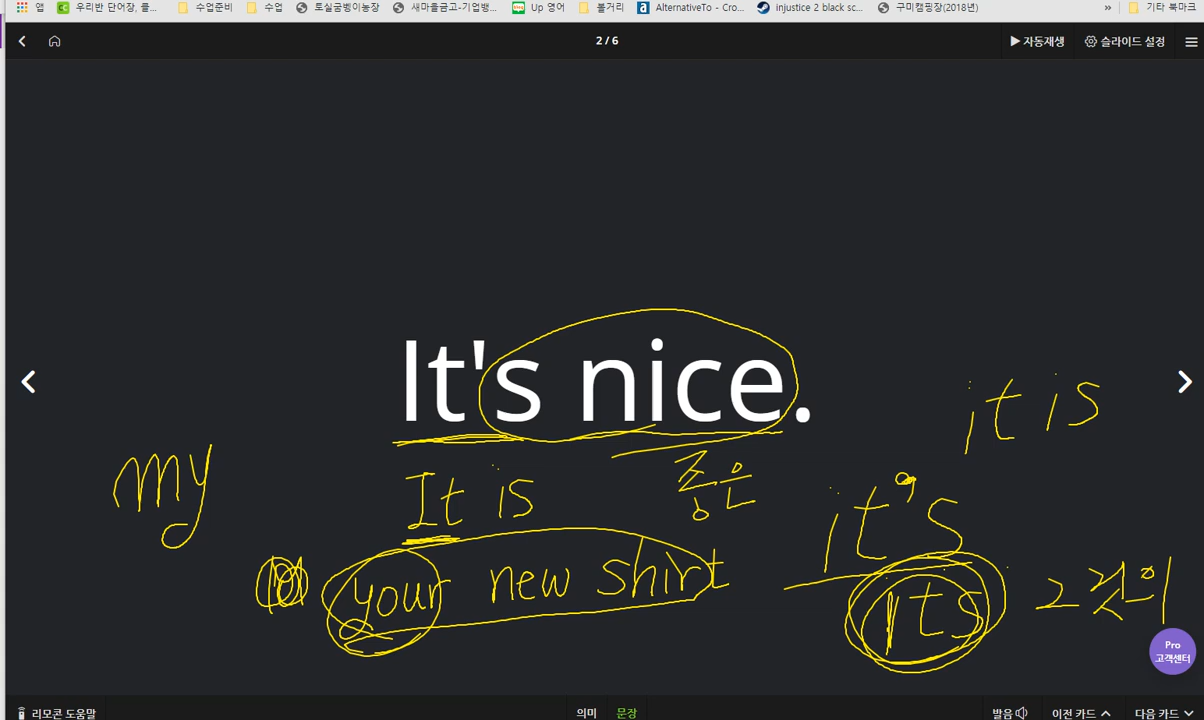 앱 우리반 단어장, 클... 수업준비 수업 토실굼벵이농장 새마을금고-기업뱅... Up 영어 볼거리 AlternativeTo - Cro... injustice 2 black sc... 구미캠핑장(2018년) » 기타 북마크
2 / 6 자동재생 슬라이드 설정
It's nice.
it is
my
It is 좋은 it's
your new shirt its 그것의
Pro
고객센터
리모콘 도움말 의미 문장 발음 이전 카드 다음 카드